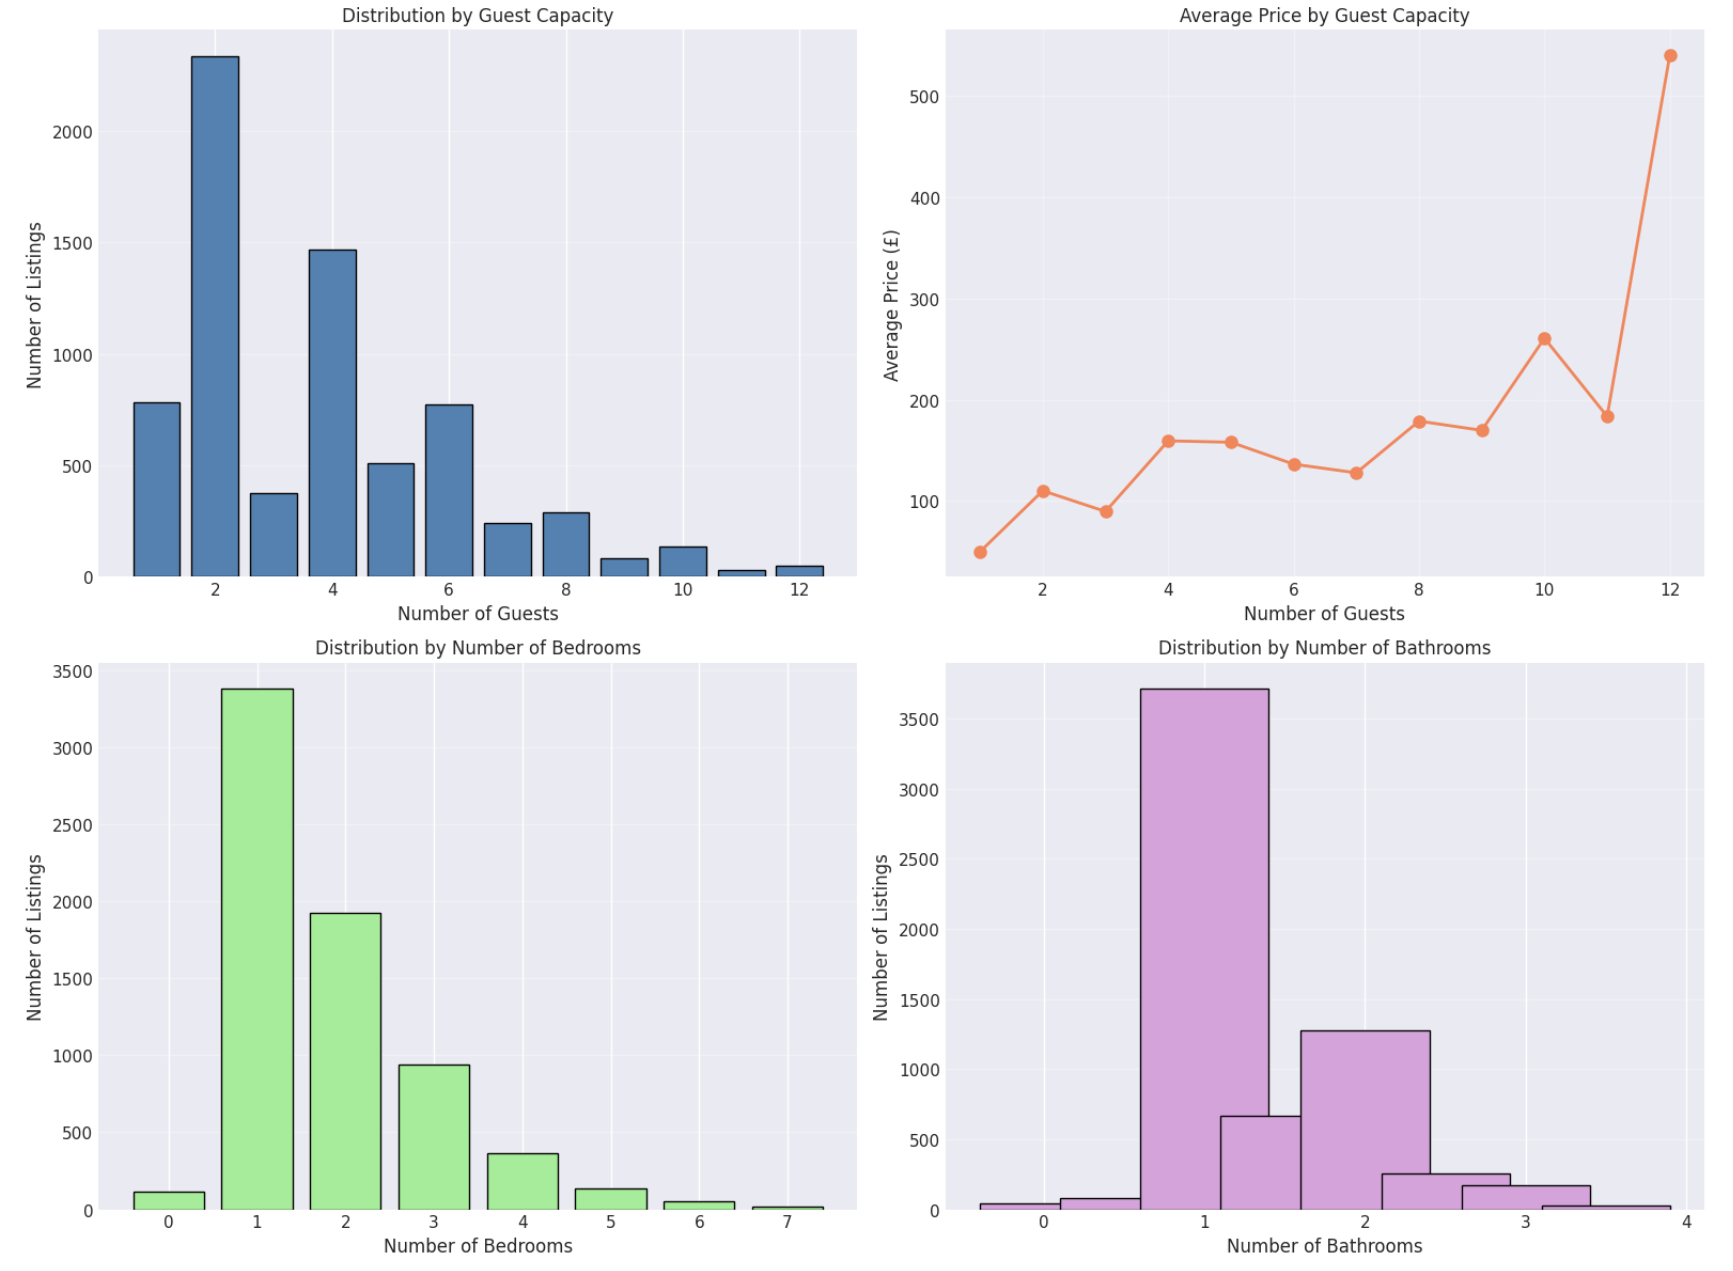 Distribution by Guest Capacity
Number of Listings
2000
1500
1000
500
0
2 4 6 8 10 12
Number of Guests
Average Price by Guest Capacity
Average Price (£)
500
400
300
200
100
2 4 6 8 10 12
Number of Guests
Distribution by Number of Bedrooms
Number of Listings
3500
3000
2500
2000
1500
1000
500
0
0 1 2 3 4 5 6 7
Number of Bedrooms
Distribution by Number of Bathrooms
Number of Listings
3500
3000
2500
2000
1500
1000
500
0
0 1 2 3 4
Number of Bathrooms